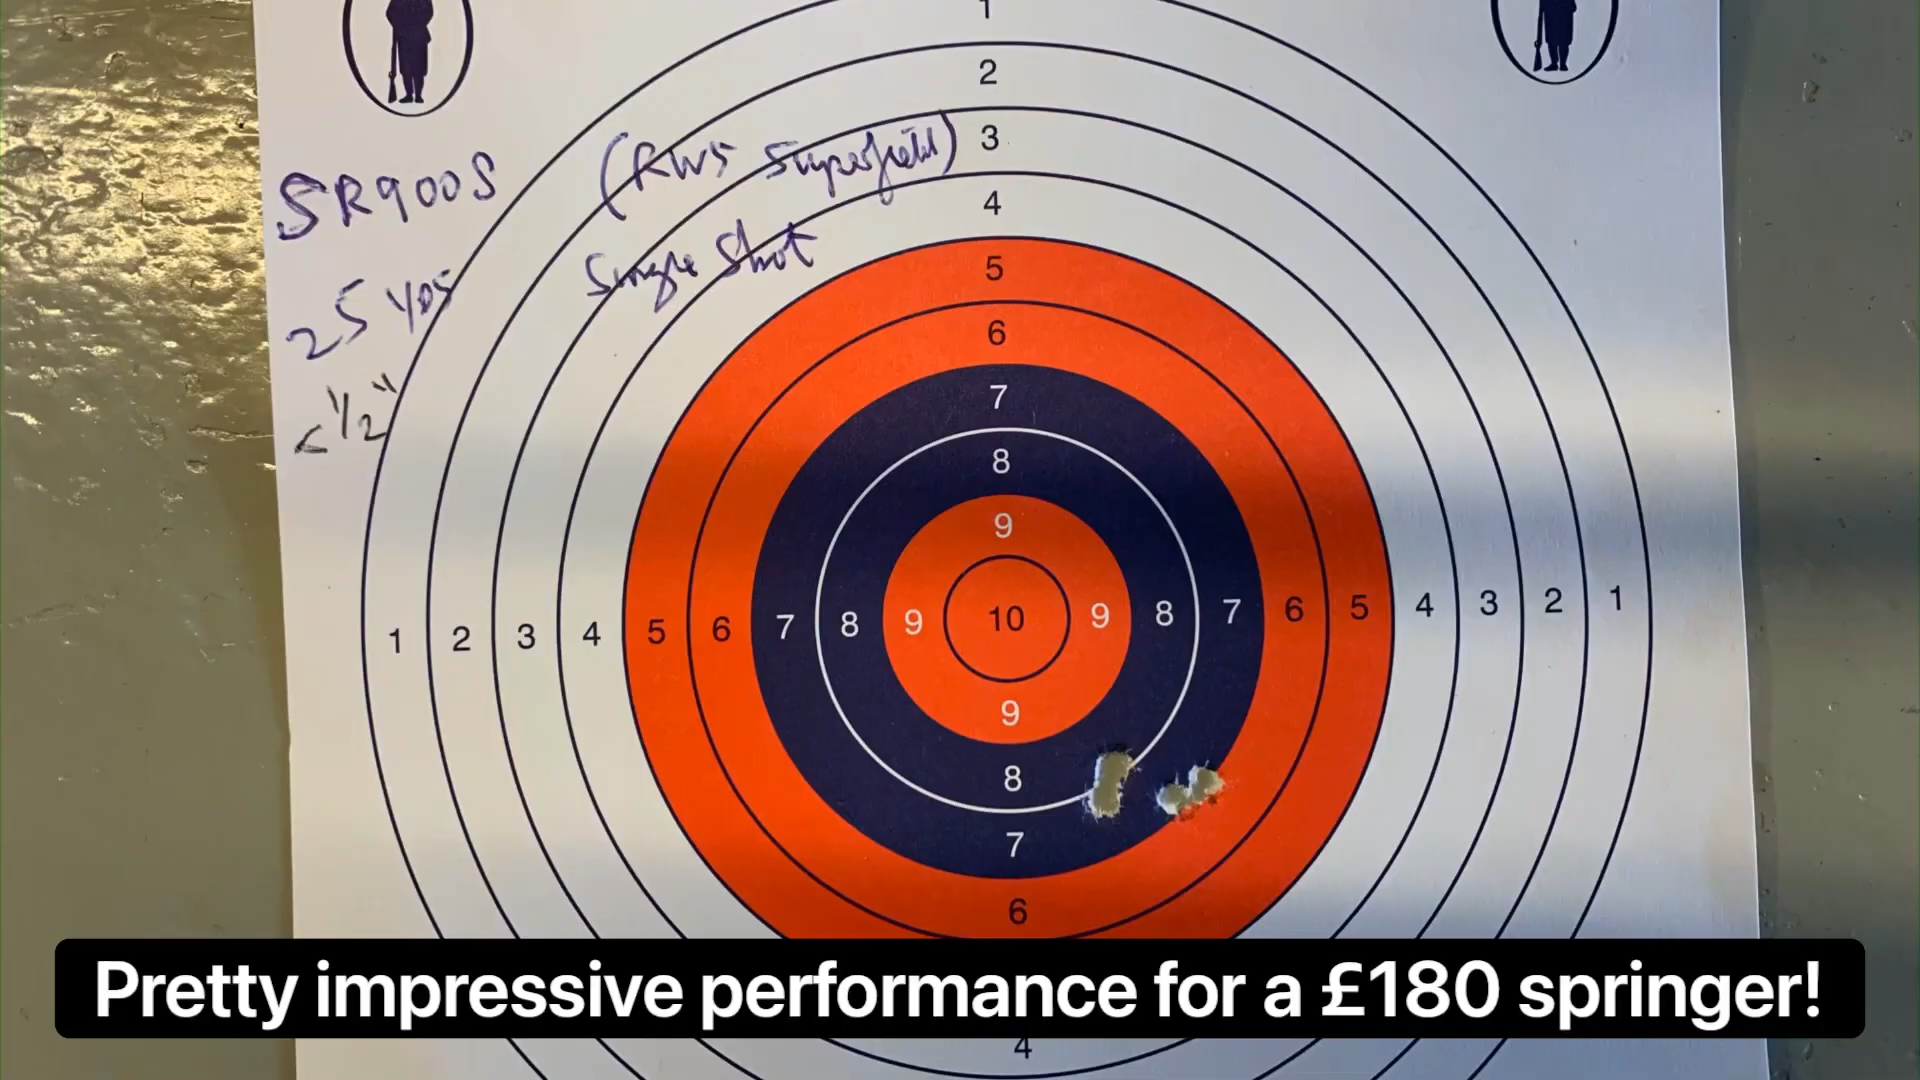 1
2
3
4
5
6
7
8
9
SR900S
(RWS Superfield)
Single Shot
25 YDS
<1/2"
1 2 3 4 5 6 7 8 9 10 9 8 7 6 5 4 3 2 1
9
8
7
6
Pretty impressive performance for a £180 springer!
4